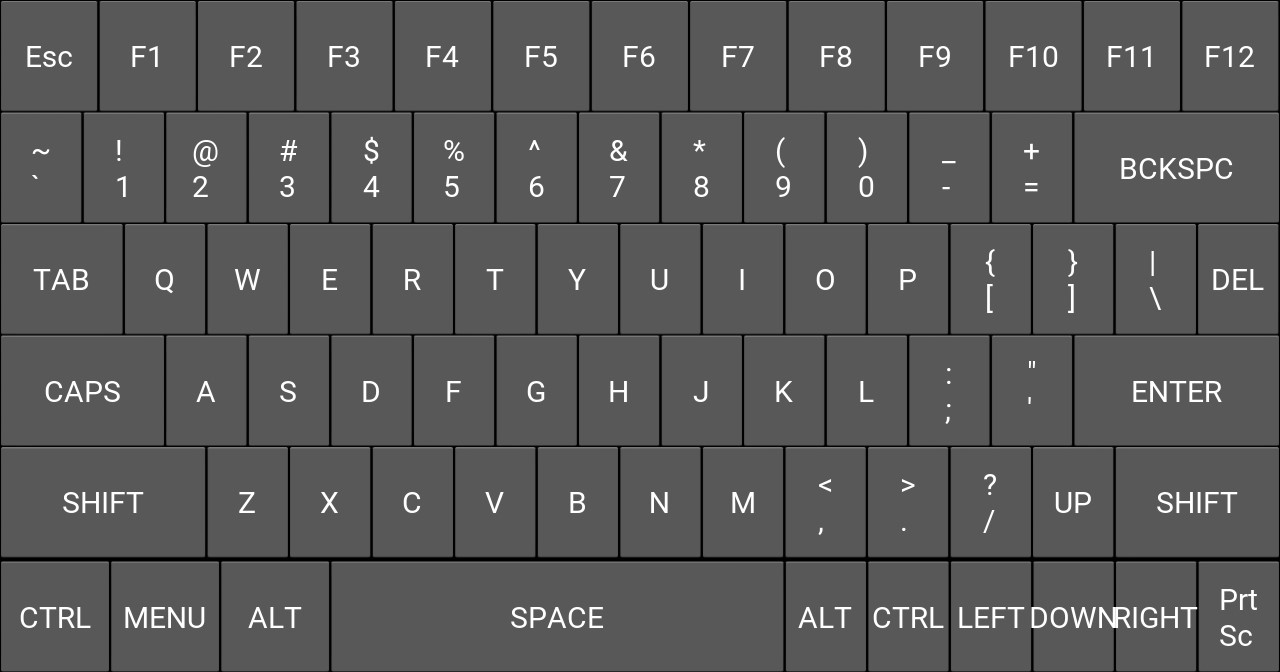 Esc F1 F2 F3 F4 F5 F6 F7 F8 F9 F10 F11 F12
~ ! @ # $ % ^ & * ( ) _ +
` 1 2 3 4 5 6 7 8 9 0 - = BCKSPC
TAB Q W E R T Y U I O P { } | DEL
[ ] \
CAPS A S D F G H J K L : " ENTER
; '
SHIFT Z X C V B N M < > ? UP SHIFT
, . /
CTRL MENU ALT SPACE ALT CTRL LEFT DOWN RIGHT Prt
Sc